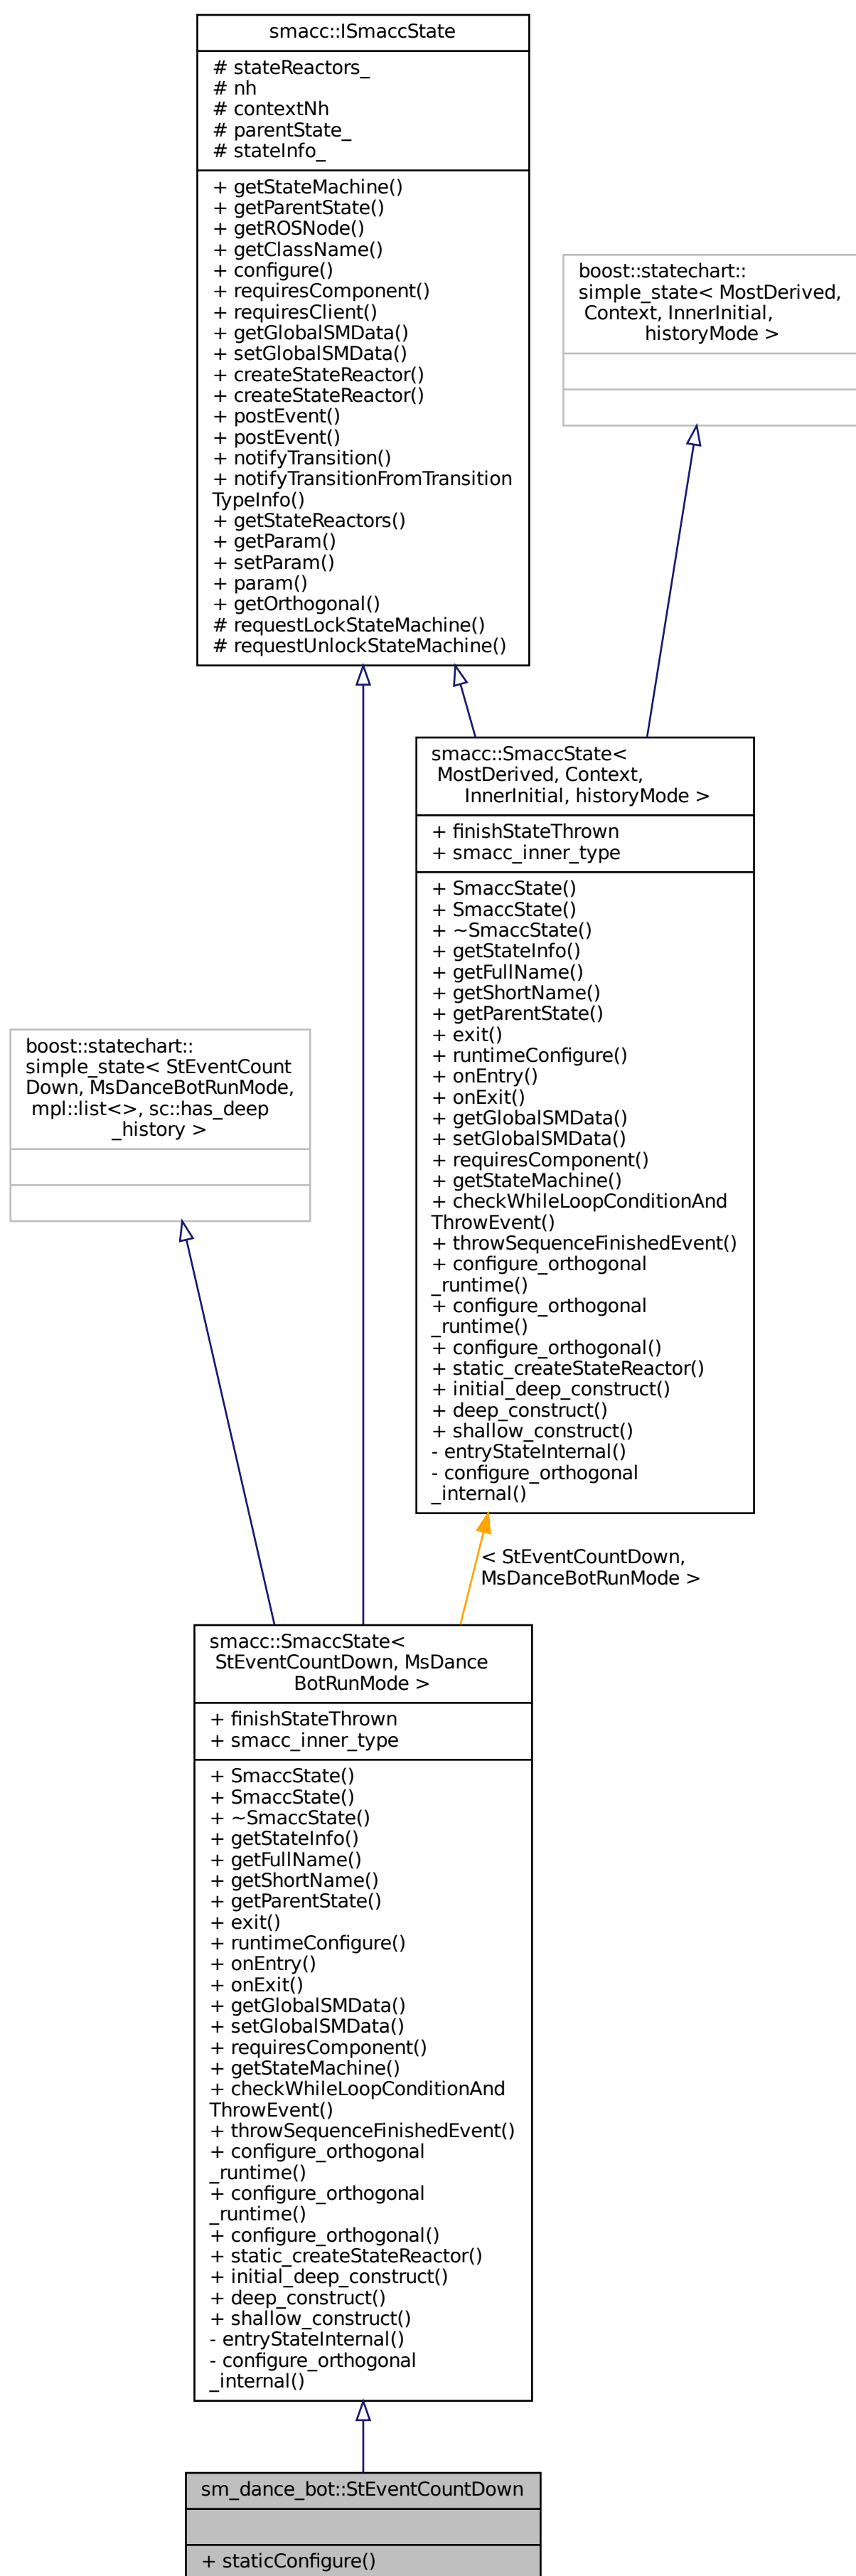 smacc::ISmaccState
# stateReactors_
# nh
# contextNh
# parentState_
# stateInfo_
+ getStateMachine()
+ getParentState()
+ getROSNode()
+ getClassName()
+ configure()
+ requiresComponent()
+ requiresClient()
+ getGlobalSMData()
+ setGlobalSMData()
+ createStateReactor()
+ createStateReactor()
+ postEvent()
+ postEvent()
+ notifyTransition()
+ notifyTransitionFromTransition
TypeInfo()
+ getStateReactors()
+ getParam()
+ setParam()
+ param()
+ getOrthogonal()
# requestLockStateMachine()
# requestUnlockStateMachine()
boost::statechart::
simple_state< MostDerived,
Context, InnerInitial,
historyMode >
smacc::SmaccState<
MostDerived, Context,
InnerInitial, historyMode >
+ finishStateThrown
+ smacc_inner_type
+ SmaccState()
+ SmaccState()
+ ~SmaccState()
+ getStateInfo()
+ getFullName()
+ getShortName()
+ getParentState()
+ exit()
+ runtimeConfigure()
+ onEntry()
+ onExit()
+ getGlobalSMData()
+ setGlobalSMData()
+ requiresComponent()
+ getStateMachine()
+ checkWhileLoopConditionAnd
ThrowEvent()
+ throwSequenceFinishedEvent()
+ configure_orthogonal
_runtime()
+ configure_orthogonal
_runtime()
+ configure_orthogonal()
+ static_createStateReactor()
+ initial_deep_construct()
+ deep_construct()
+ shallow_construct()
- entryStateInternal()
- configure_orthogonal
_internal()
boost::statechart::
simple_state< StEventCount
Down, MsDanceBotRunMode,
mpl::list<>, sc::has_deep
_history >
< StEventCountDown,
MsDanceBotRunMode >
smacc::SmaccState<
StEventCountDown, MsDance
BotRunMode >
+ finishStateThrown
+ smacc_inner_type
+ SmaccState()
+ SmaccState()
+ ~SmaccState()
+ getStateInfo()
+ getFullName()
+ getShortName()
+ getParentState()
+ exit()
+ runtimeConfigure()
+ onEntry()
+ onExit()
+ getGlobalSMData()
+ setGlobalSMData()
+ requiresComponent()
+ getStateMachine()
+ checkWhileLoopConditionAnd
ThrowEvent()
+ throwSequenceFinishedEvent()
+ configure_orthogonal
_runtime()
+ configure_orthogonal
_runtime()
+ configure_orthogonal()
+ static_createStateReactor()
+ initial_deep_construct()
+ deep_construct()
+ shallow_construct()
- entryStateInternal()
- configure_orthogonal
_internal()
sm_dance_bot::StEventCountDown
+ staticConfigure()